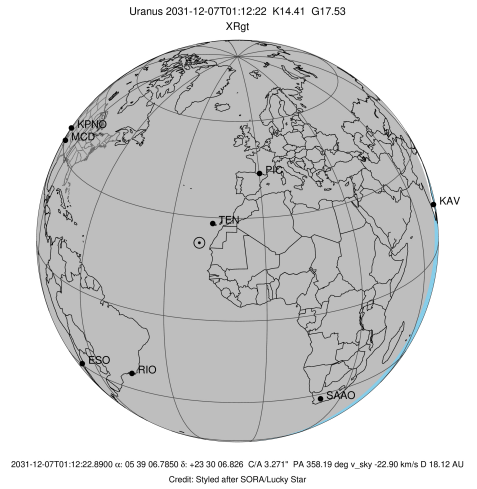 Uranus 2031-12-07T01:12:22 K14.41 G17.53
XRgt
KPNO
MCD
PIC
KAV
TEN
ESO
RIO
SAAO
2031-12-07T01:12:22.8900 α: 05 39 06.7850 δ: +23 30 06.826 C/A 3.271" PA 358.19 deg v_sky -22.90 km/s D 18.12 AU
Credit: Styled after SORA/Lucky Star